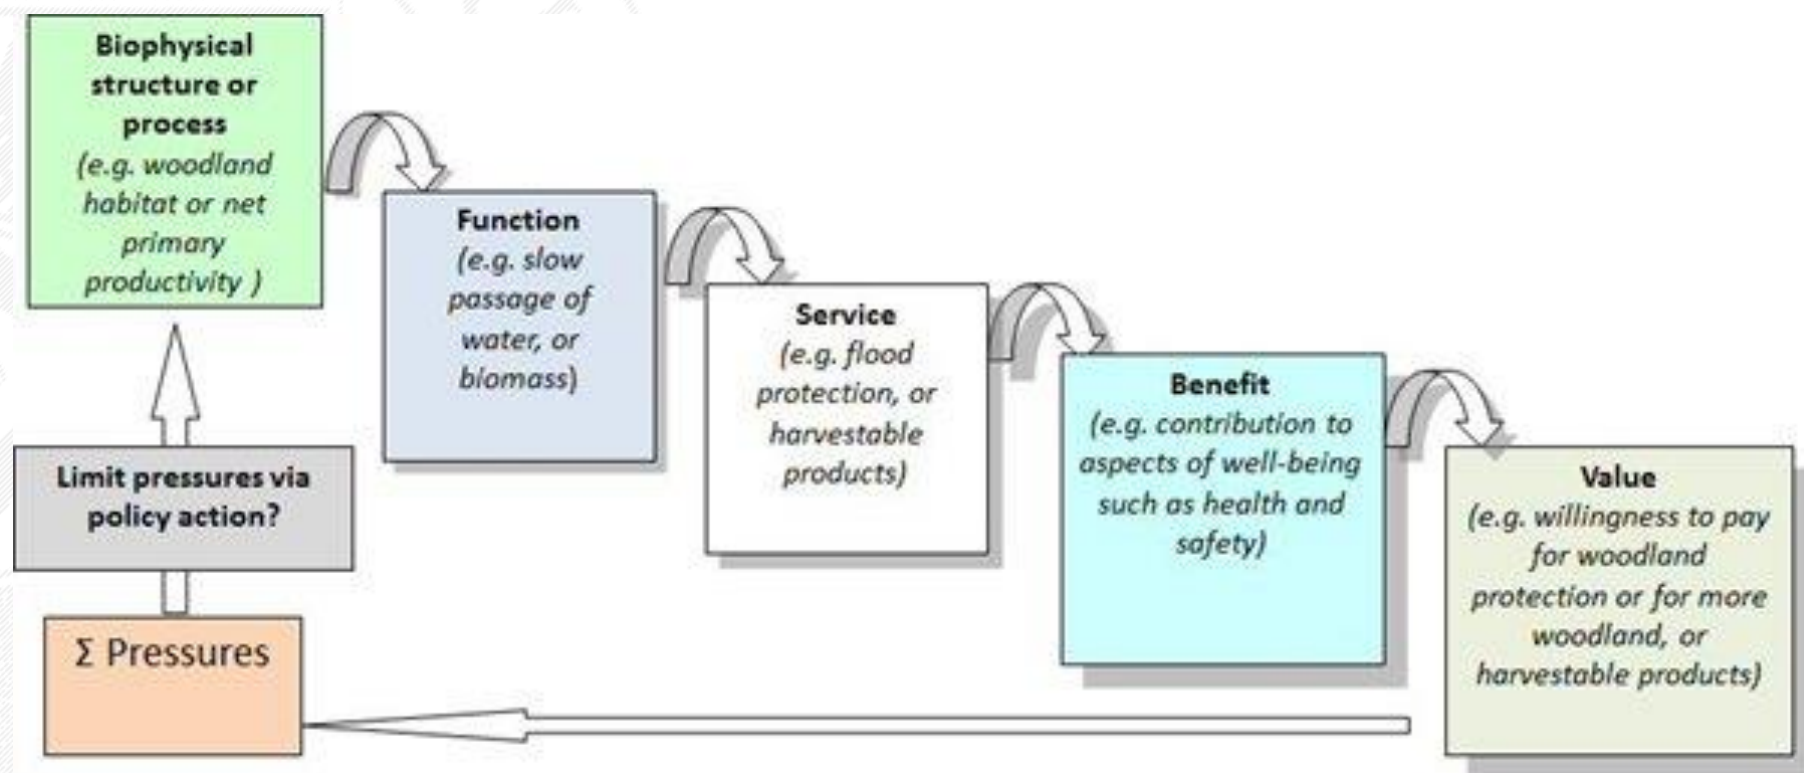 Biophysical
structure or
process
(e.g. woodland
habitat or net
primary
productivity )
Function
(e.g. slow
passage of
water, or
biomass)
Service
(e.g. flood
protection, or
harvestable
products)
Benefit
(e.g. contribution to
aspects of well-being
such as health and
safety)
Value
(e.g. willingness to pay
for woodland
protection or for more
woodland, or
harvestable products)
Limit pressures via
policy action?
Σ Pressures